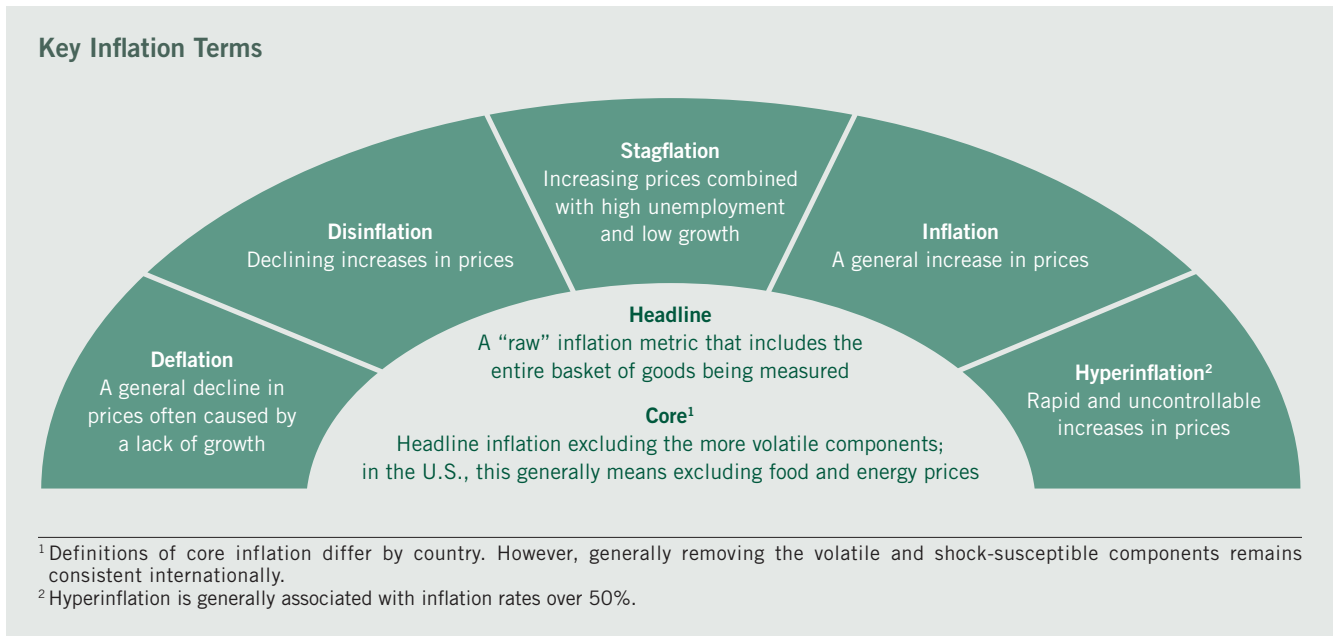 Key Inflation Terms
Deflation
A general decline in
prices often caused by
a lack of growth
Disinflation
Declining increases in prices
Stagflation
Increasing prices combined
with high unemployment
and low growth
Inflation
A general increase in prices
Hyperinflation²
Rapid and uncontrollable
increases in prices
Headline
A “raw” inflation metric that includes the
entire basket of goods being measured
Core¹
Headline inflation excluding the more volatile components;
in the U.S., this generally means excluding food and energy prices
¹ Definitions of core inflation differ by country. However, generally removing the volatile and shock-susceptible components remains
consistent internationally.
² Hyperinflation is generally associated with inflation rates over 50%.